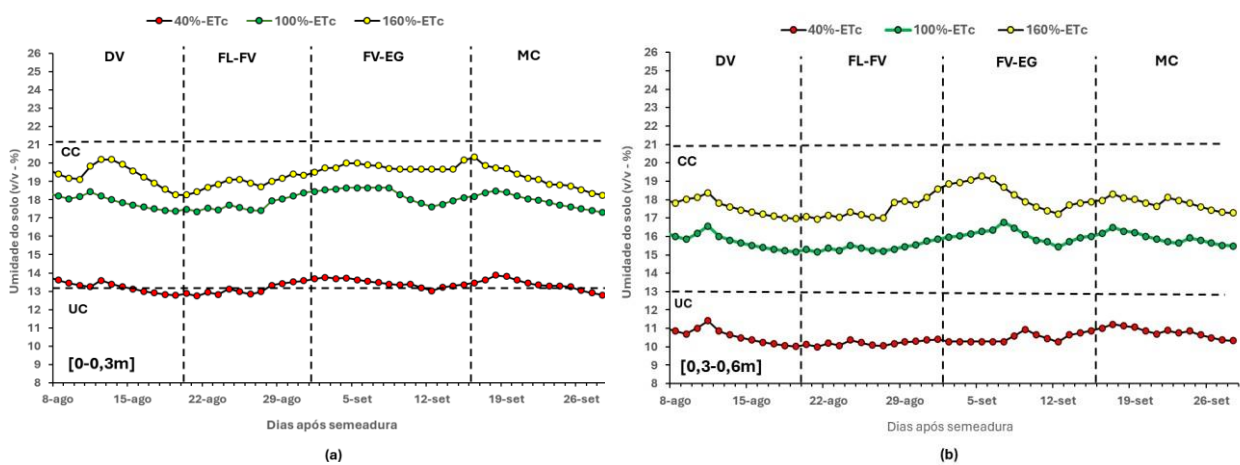 40%-ETc 100%-ETc 160%-ETc
Umidade do solo (v/v - %)
26
25
24
23
22
21
20
19
18
17
16
15
14
13
12
11
10
9
8
DV FL-FV FV-EG MC
CC
UC
[0-0,3m]
8-ago 15-ago 22-ago 29-ago 5-set 12-set 19-set 26-set
Dias após semeadura
(a)
40%-ETc 100%-ETc 160%-ETc
Umidade do solo (v/v - %)
26
25
24
23
22
21
20
19
18
17
16
15
14
13
12
11
10
9
8
DV FL-FV FV-EG MC
CC
UC
[0,3-0,6m]
8-ago 15-ago 22-ago 29-ago 5-set 12-set 19-set 26-set
Dias após semeadura
(b)